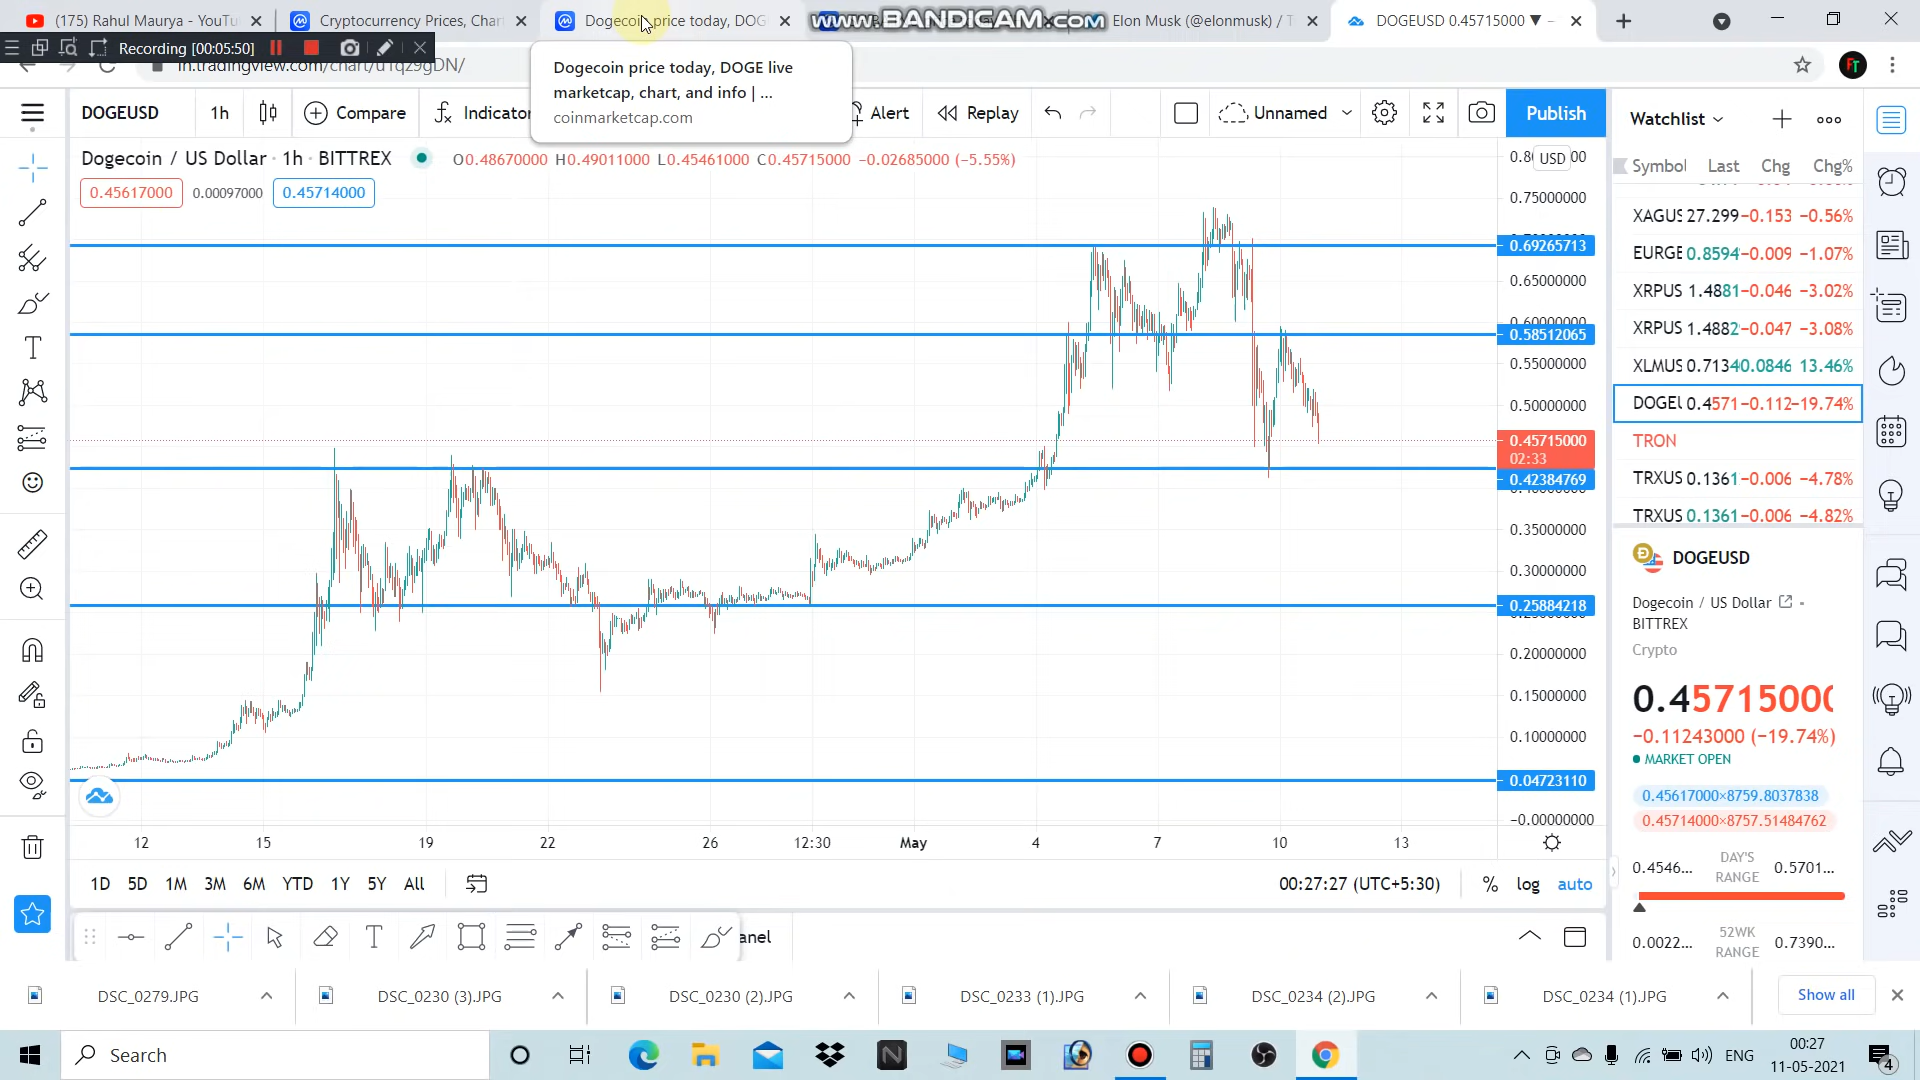 (175) Rahul Maurya - YouTu
Cryptocurrency Prices, Char
Dogecoin price today, DOG
www.BANDICAM.com
Elon Musk (@elonmusk) / T
DOGEUSD 0.45715000 ▼ –
Recording [00:05:50]
in.tradingview.com/chart/u1qz9gDN/
Dogecoin price today, DOGE live
marketcap, chart, and info | ...
coinmarketcap.com
DOGEUSD
1h
Compare
Indicator
Alert
Replay
Unnamed
Publish
Watchlist
Dogecoin / US Dollar · 1h · BITTREX
O0.48670000 H0.49011000 L0.45461000 C0.45715000 −0.02685000 (−5.55%)
0.45617000
0.00097000
0.45714000
USD
Symbol Last Chg Chg%
XAGUS 27.299 −0.153 −0.56%
EURGE 0.8594 −0.009 −1.07%
XRPUS 1.4881 −0.046 −3.02%
XRPUS 1.4882 −0.047 −3.08%
XLMUS 0.7134 0.0846 13.46%
DOGEU 0.4571 −0.112 −19.74%
TRON
TRXUS 0.1361 −0.006 −4.78%
TRXUS 0.1361 −0.006 −4.82%
0.75000000
0.69265713
0.65000000
0.60000000
0.58512065
0.55000000
0.50000000
0.45715000
02:33
0.42384769
0.35000000
0.30000000
0.25884218
0.20000000
0.15000000
0.10000000
0.04723110
−0.00000000
DOGEUSD
Dogecoin / US Dollar
BITTREX
Crypto
0.45715000
−0.11243000 (−19.74%)
MARKET OPEN
0.45617000×8759.8037838
0.45714000×8757.51484762
0.4546... DAY'S RANGE 0.5701...
0.0022... 52WK RANGE 0.7390...
12 15 19 22 26 12:30 May 4 7 10 13
1D 5D 1M 3M 6M YTD 1Y 5Y All
00:27:27 (UTC+5:30)
% log auto
anel
DSC_0279.JPG
DSC_0230 (3).JPG
DSC_0230 (2).JPG
DSC_0233 (1).JPG
DSC_0234 (2).JPG
DSC_0234 (1).JPG
Show all
Search
ENG
00:27
11-05-2021
4